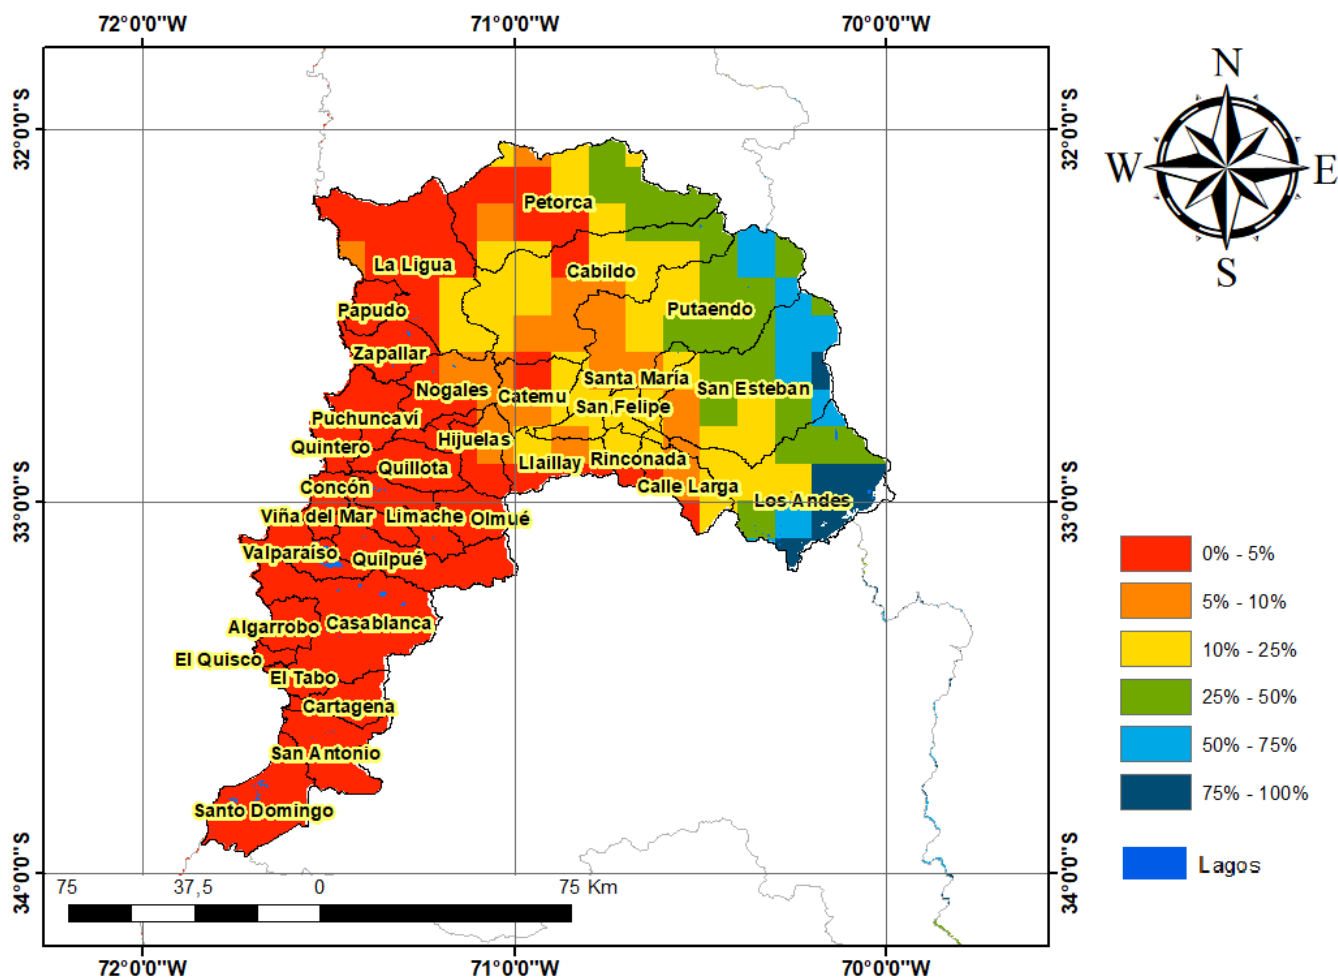 72°0'0"W 71°0'0"W 70°0'0"W
N
W E
S
32°0'0"S 32°0'0"S
Petorca
La Ligua
Cabildo
Papudo
Putaendo
Zapallar
Santa María
Nogales
Catemu
San Esteban
San Felipe
Puchuncaví
Hijuelas
Quintero
Llaillay
Rinconada
Quillota
Concón
Calle Larga
Los Andes
33°0'0"S 33°0'0"S
Viña del Mar
Limache
Olmué
Valparaíso
Quilpué
Algarrobo
Casablanca
El Quisco
El Tabo
Cartagena
San Antonio
Santo Domingo
0% - 5%
5% - 10%
10% - 25%
25% - 50%
50% - 75%
75% - 100%
Lagos
34°0'0"S 34°0'0"S
75 37,5 0 75 Km
72°0'0"W 71°0'0"W 70°0'0"W